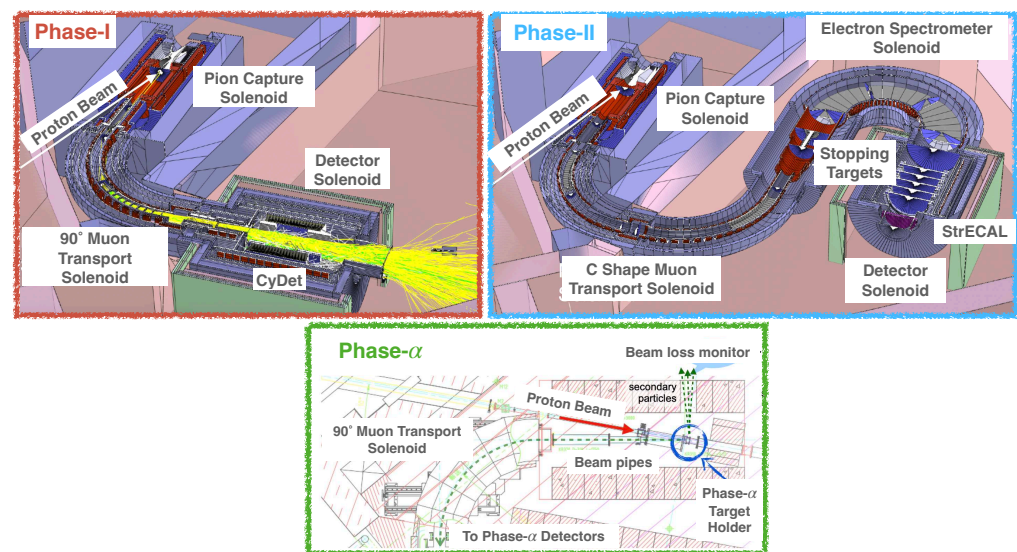 Phase-I
Proton Beam
Pion Capture
Solenoid
Detector
Solenoid
90˚ Muon
Transport
Solenoid
CyDet
Phase-II
Electron Spectrometer
Solenoid
Proton Beam
Pion Capture
Solenoid
Stopping
Targets
StrECAL
C Shape Muon
Transport Solenoid
Detector
Solenoid
Phase-α
Beam loss monitor
secondary
particles
Proton Beam
90˚ Muon Transport
Solenoid
Beam pipes
Phase-α
Target
Holder
To Phase-α Detectors